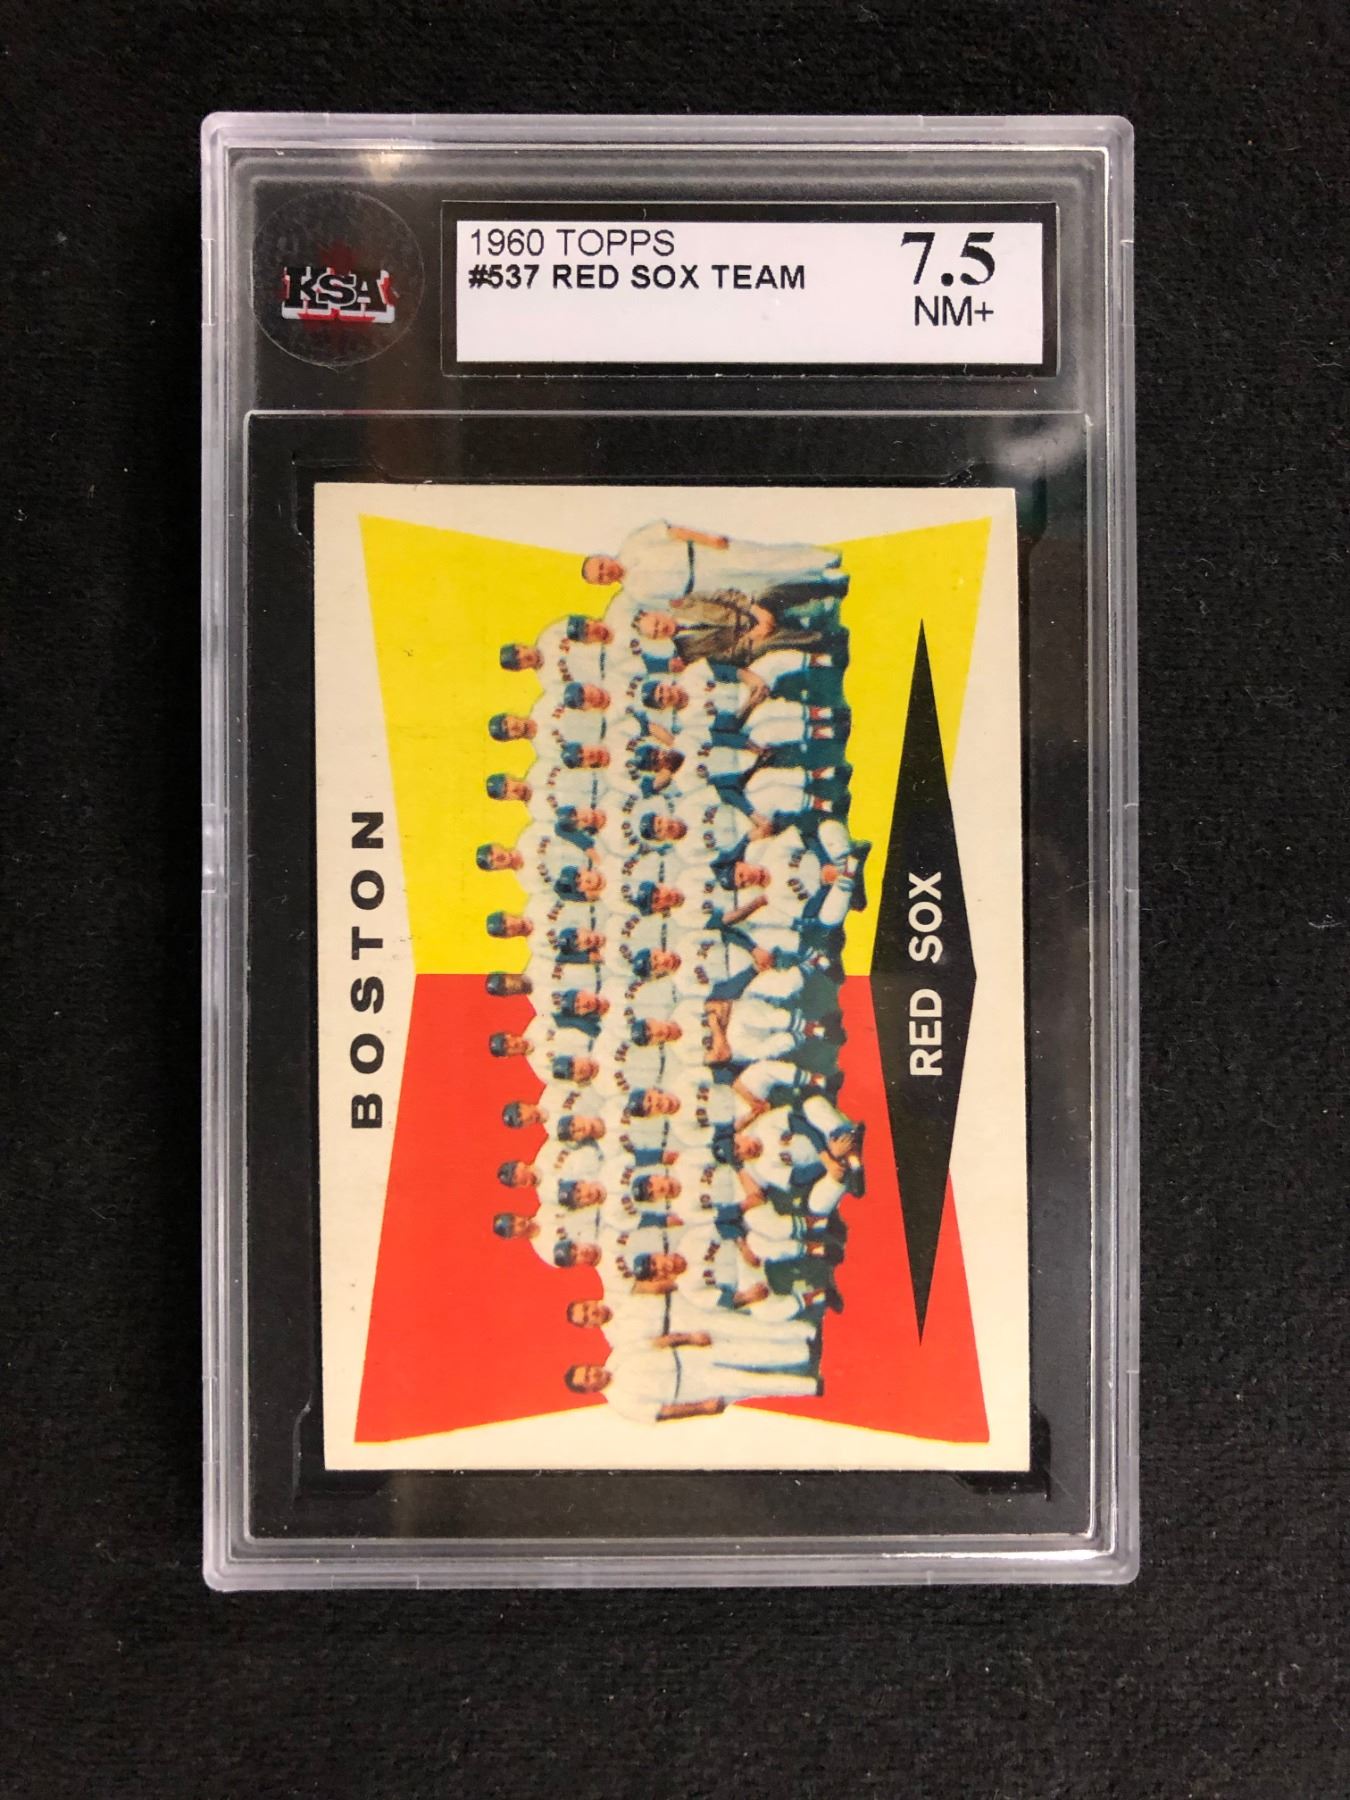 KSA
1960 TOPPS
#537 RED SOX TEAM
7.5
NM+
BOSTON
RED SOX